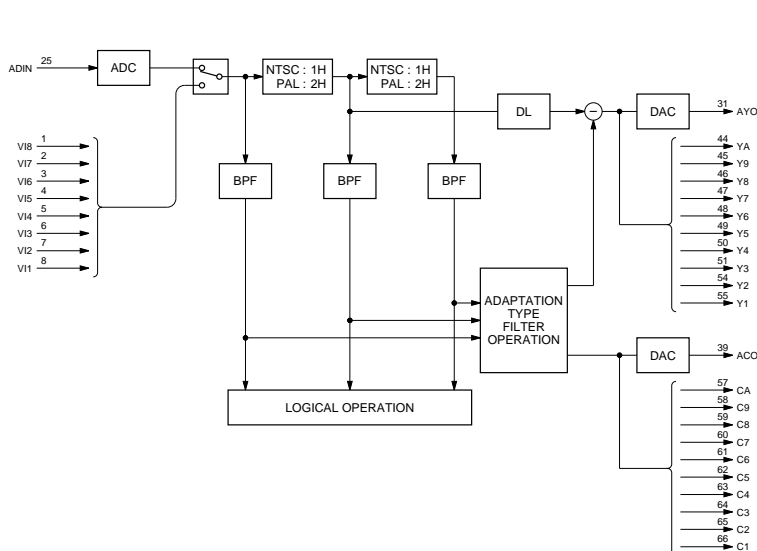 ADIN 25
ADC
NTSC : 1H
PAL : 2H
NTSC : 1H
PAL : 2H
DL
−
DAC
31 AYO
VI8 1
VI7 2
VI6 3
VI5 4
VI4 5
VI3 6
VI2 7
VI1 8
BPF
BPF
BPF
44 YA
45 Y9
46 Y8
47 Y7
48 Y6
49 Y5
50 Y4
51 Y3
54 Y2
55 Y1
ADAPTATION
TYPE
FILTER
OPERATION
LOGICAL OPERATION
DAC
39 ACO
57 CA
58 C9
59 C8
60 C7
61 C6
62 C5
63 C4
64 C3
65 C2
66 C1